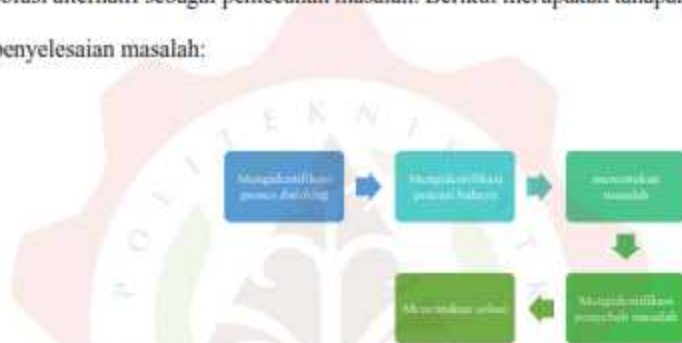 solusi alternatif sebagai pemecahan masalah. Berikut merupakan tahapan
penyelesaian masalah:
POLITEKNIK
Mengidentifikasi
proses
Mengidentifikasi
potensi bahaya
menentukan
masalah
Mengidentifikasi
penyebab masalah
Menentukan solusi